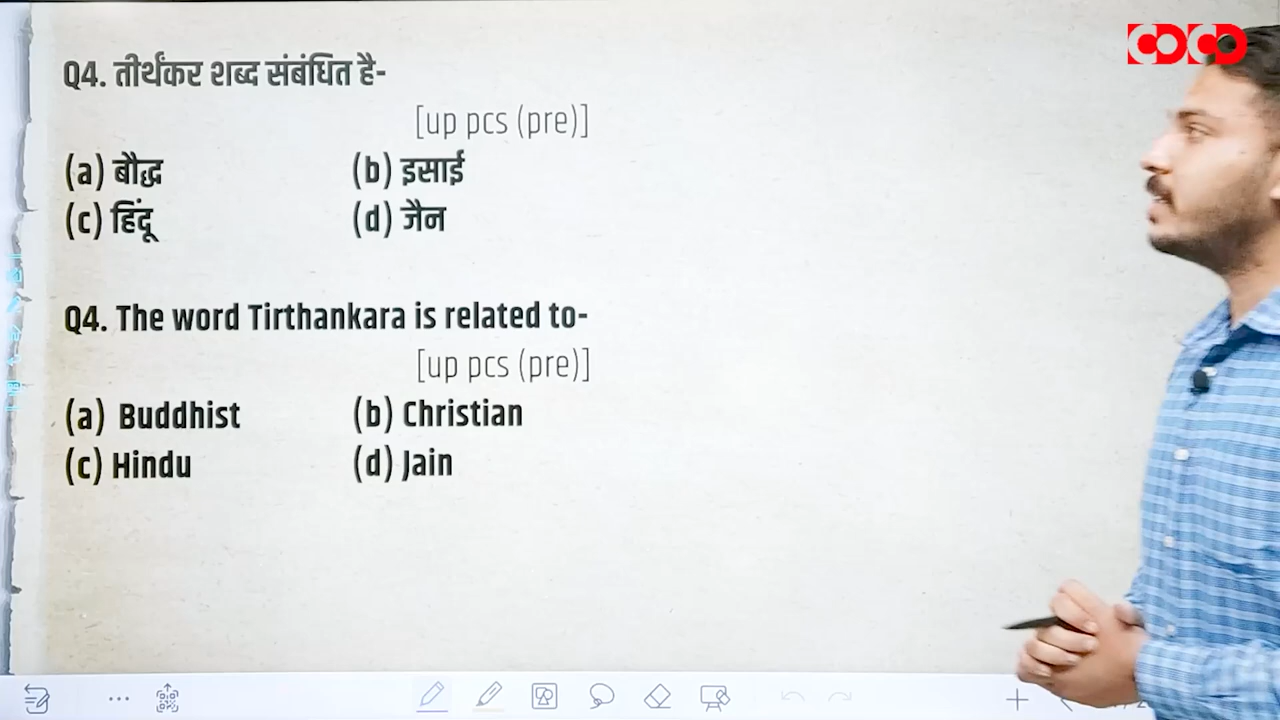 Q4. तीर्थंकर शब्द संबंधित है-
[up pcs (pre)]
(a) बौद्ध (b) इसाई
(c) हिंदू (d) जैन
Q4. The word Tirthankara is related to-
[up pcs (pre)]
(a) Buddhist (b) Christian
(c) Hindu (d) Jain